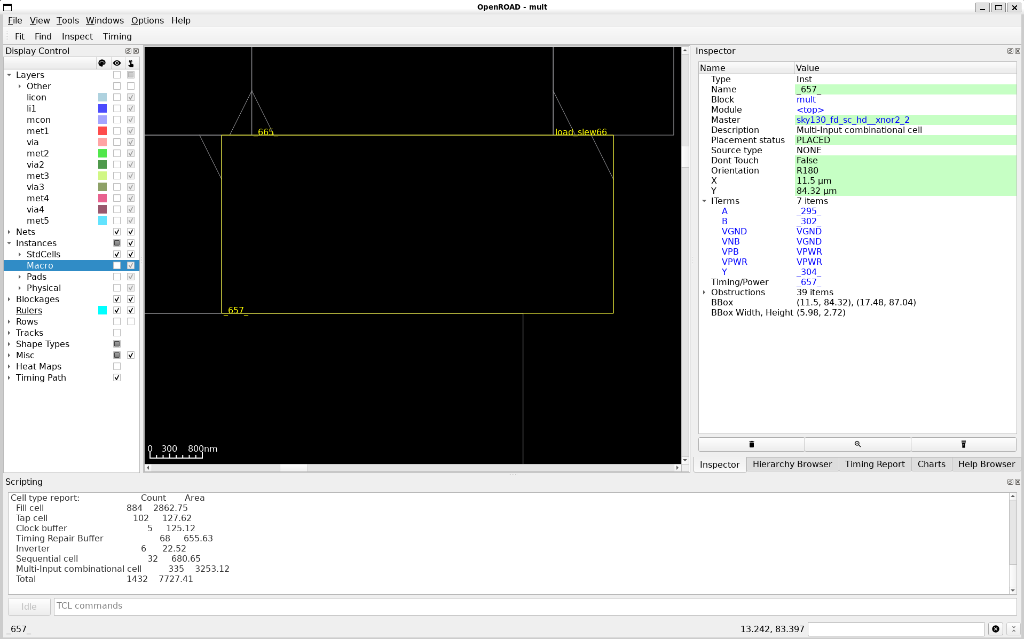 OpenROAD - mult
File View Tools Windows Options Help
Fit Find Inspect Timing
Display Control
Layers
Other
licon
li1
mcon
met1
via
met2
via2
met3
via3
met4
via4
met5
Nets
Instances
StdCells
Macro
Pads
Physical
Blockages
Rulers
Rows
Tracks
Shape Types
Misc
Heat Maps
Timing Path
_665_
load_slew66
_657_
0 300 800nm
Inspector
Name Value
Type Inst
Name _657_
Block mult
Module <top>
Master sky130_fd_sc_hd__xnor2_2
Description Multi-Input combinational cell
Placement status PLACED
Source type NONE
Dont Touch False
Orientation R180
X 11.5 µm
Y 84.32 µm
ITerms 7 items
A _295_
B _302_
VGND VGND
VNB VGND
VPB VPWR
VPWR VPWR
Y _304_
Timing/Power _657_
Obstructions 39 items
BBox (11.5, 84.32), (17.48, 87.04)
BBox Width, Height (5.98, 2.72)
Inspector Hierarchy Browser Timing Report Charts Help Browser
Scripting
Cell type report: Count Area
Fill cell 884 2862.75
Tap cell 102 127.62
Clock buffer 5 125.12
Timing Repair Buffer 68 655.63
Inverter 6 22.52
Sequential cell 32 680.65
Multi-Input combinational cell 335 3253.12
Total 1432 7727.41
Idle TCL commands
_657_ 13.242, 83.397